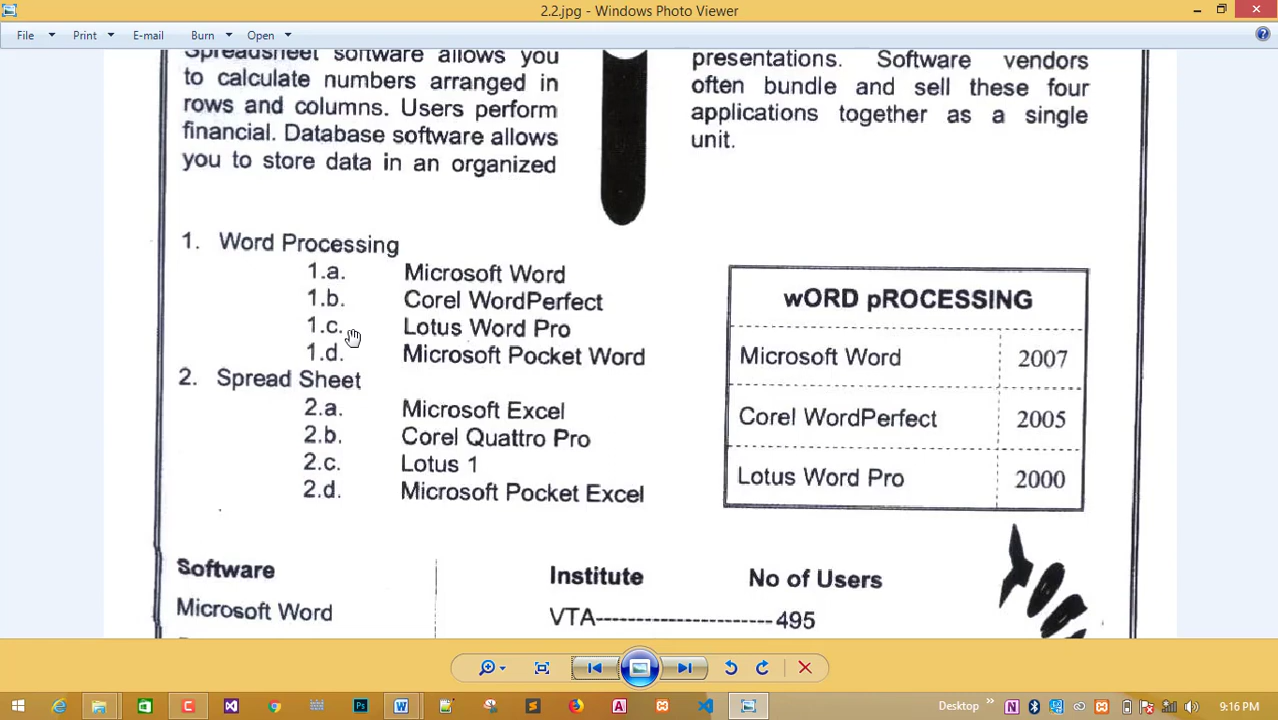 2.2.jpg - Windows Photo Viewer
File Print E-mail Burn Open
Spreadsheet software allows you
to calculate numbers arranged in
rows and columns. Users perform
financial. Database software allows
you to store data in an organized
presentations. Software vendors
often bundle and sell these four
applications together as a single
unit.
1. Word Processing
1.a. Microsoft Word
1.b. Corel WordPerfect
1.c. Lotus Word Pro
1.d. Microsoft Pocket Word
2. Spread Sheet
2.a. Microsoft Excel
2.b. Corel Quattro Pro
2.c. Lotus 1
2.d. Microsoft Pocket Excel
wORD pROCESSING
Microsoft Word 2007
Corel WordPerfect 2005
Lotus Word Pro 2000
Software Institute No of Users
Microsoft Word VTA----------------------- 495
Desktop 9:16 PM